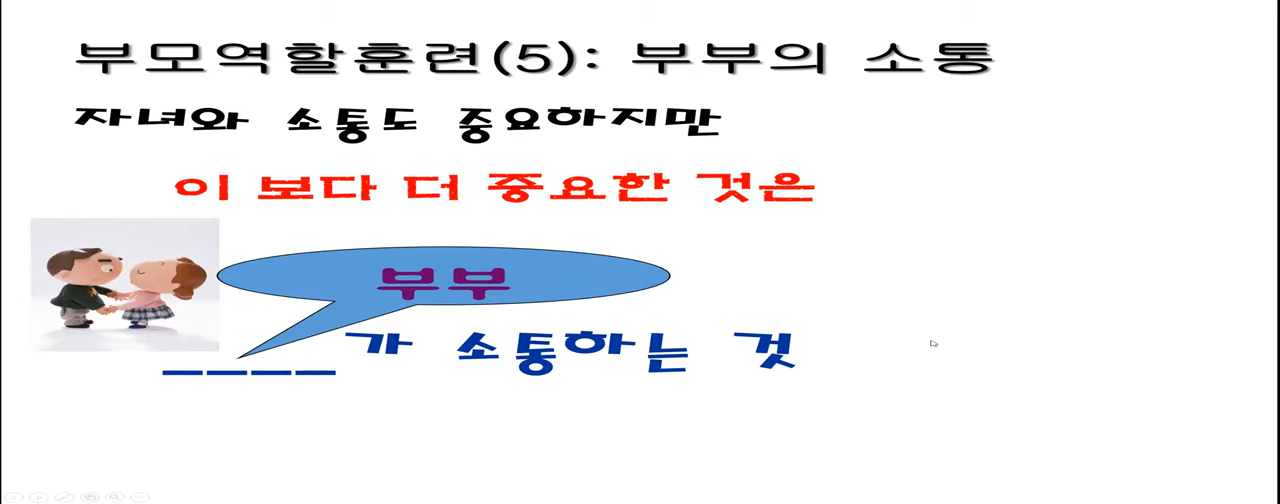 부모역할훈련(5): 부부의 소통
자녀와 소통도 중요하지만
이 보다 더 중요한 것은
부부
____가 소통하는 것